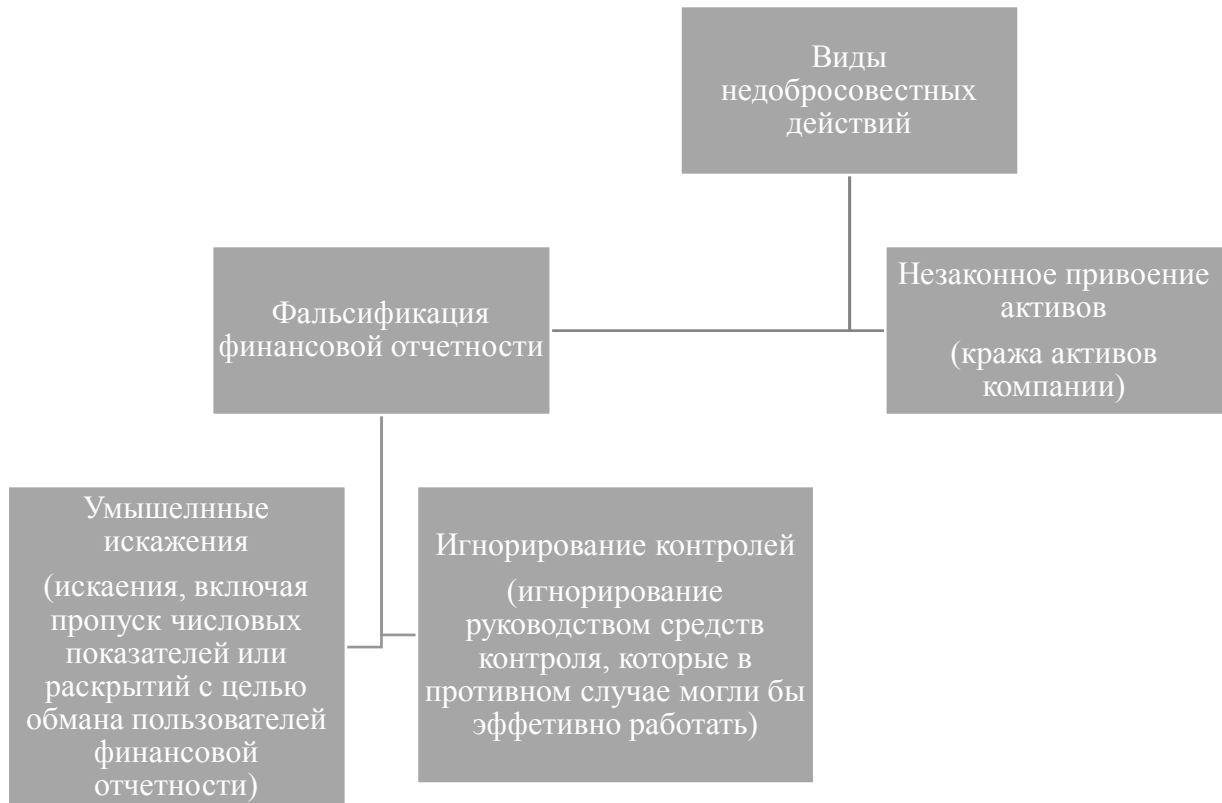 Виды
недобросовестных
действий
Фальсификация
финансовой отчетности
Незаконное привоение
активов
(кража активов
компании)
Умышелнные
искажения
(искаения, включая
пропуск числовых
показателей или
раскрытий с целью
обмана пользователей
финансовой
отчетности)
Игнорирование контролей
(игнорирование
руководством средств
контроля, которые в
противном случае могли бы
эффетивно работать)